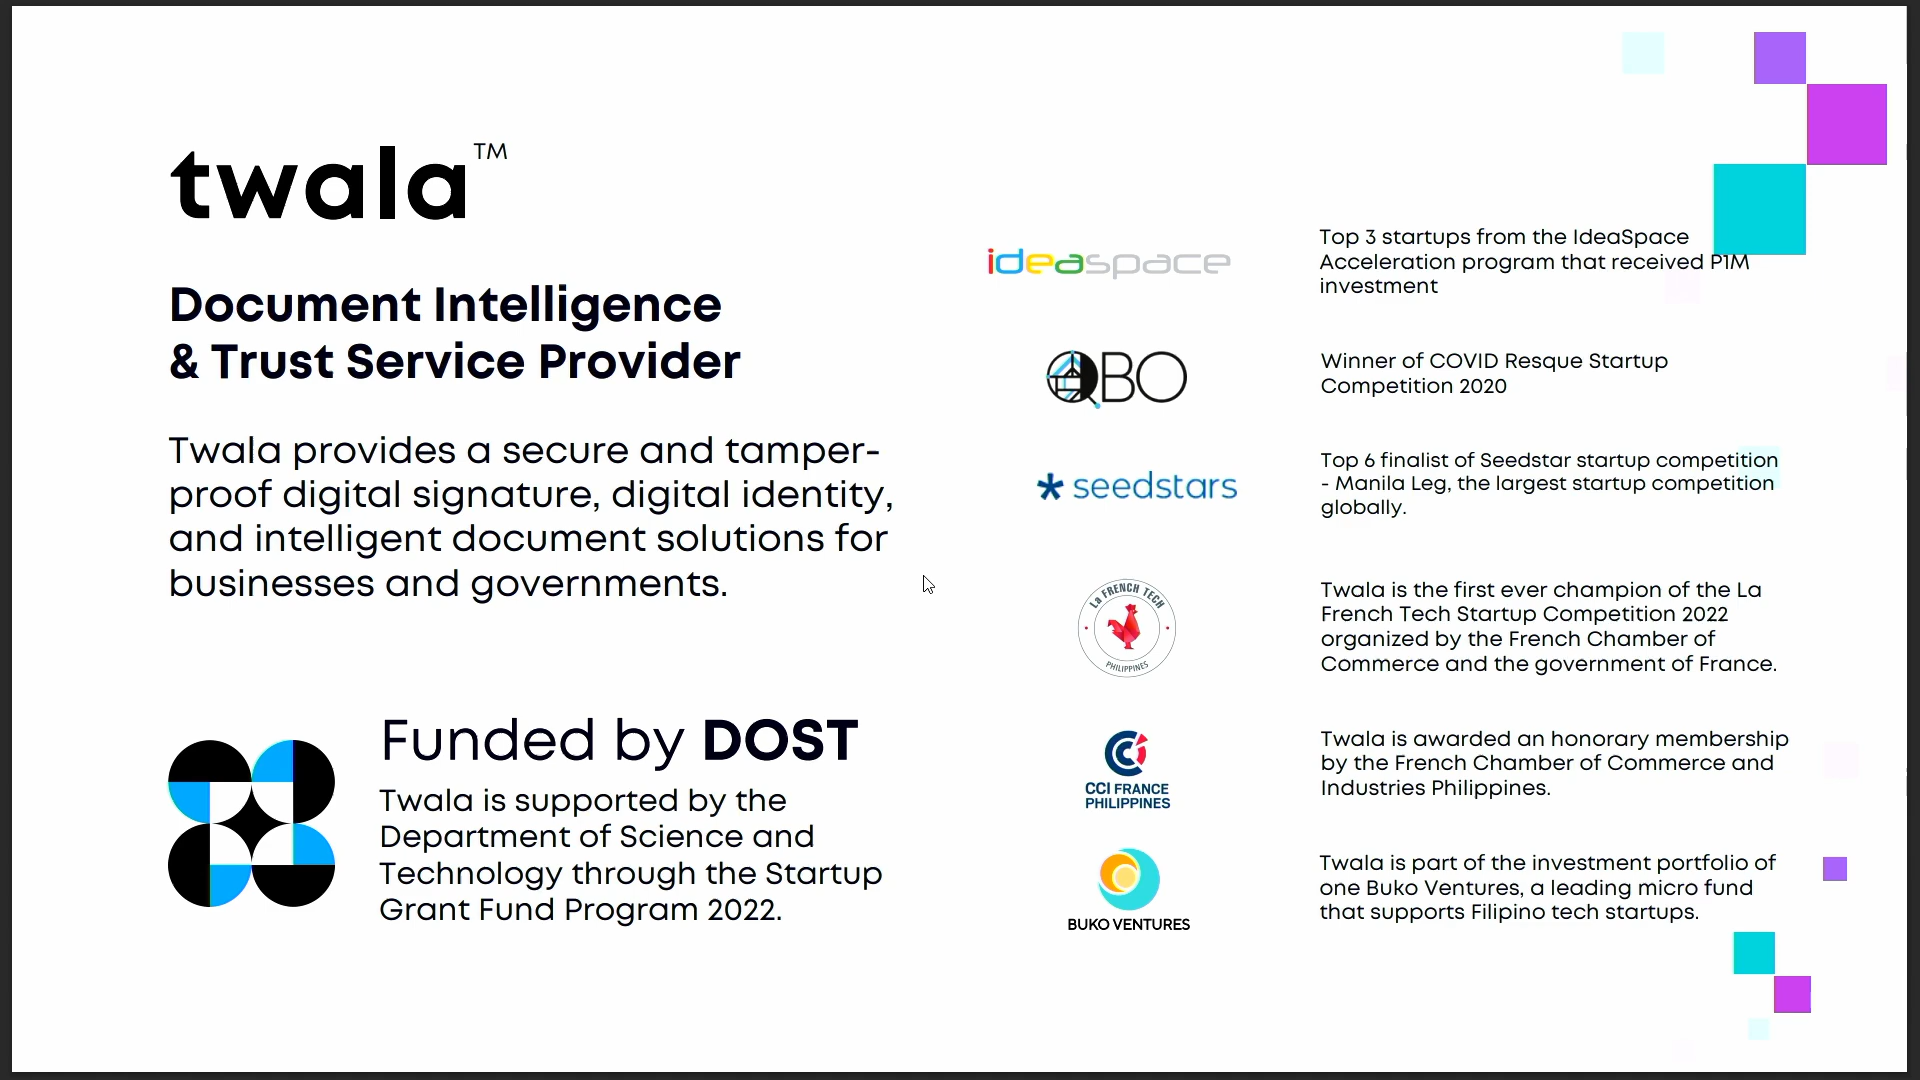 twala™
Document Intelligence
& Trust Service Provider
Twala provides a secure and tamper-
proof digital signature, digital identity,
and intelligent document solutions for
businesses and governments.
Funded by DOST
Twala is supported by the
Department of Science and
Technology through the Startup
Grant Fund Program 2022.
ideaspace
Top 3 startups from the IdeaSpace
Acceleration program that received P1M
investment
QBO
Winner of COVID Resque Startup
Competition 2020
seedstars
Top 6 finalist of Seedstar startup competition
- Manila Leg, the largest startup competition
globally.
La FRENCH TECH
PHILIPPINES
Twala is the first ever champion of the La
French Tech Startup Competition 2022
organized by the French Chamber of
Commerce and the government of France.
CCI FRANCE
PHILIPPINES
Twala is awarded an honorary membership
by the French Chamber of Commerce and
Industries Philippines.
BUKO VENTURES
Twala is part of the investment portfolio of
one Buko Ventures, a leading micro fund
that supports Filipino tech startups.